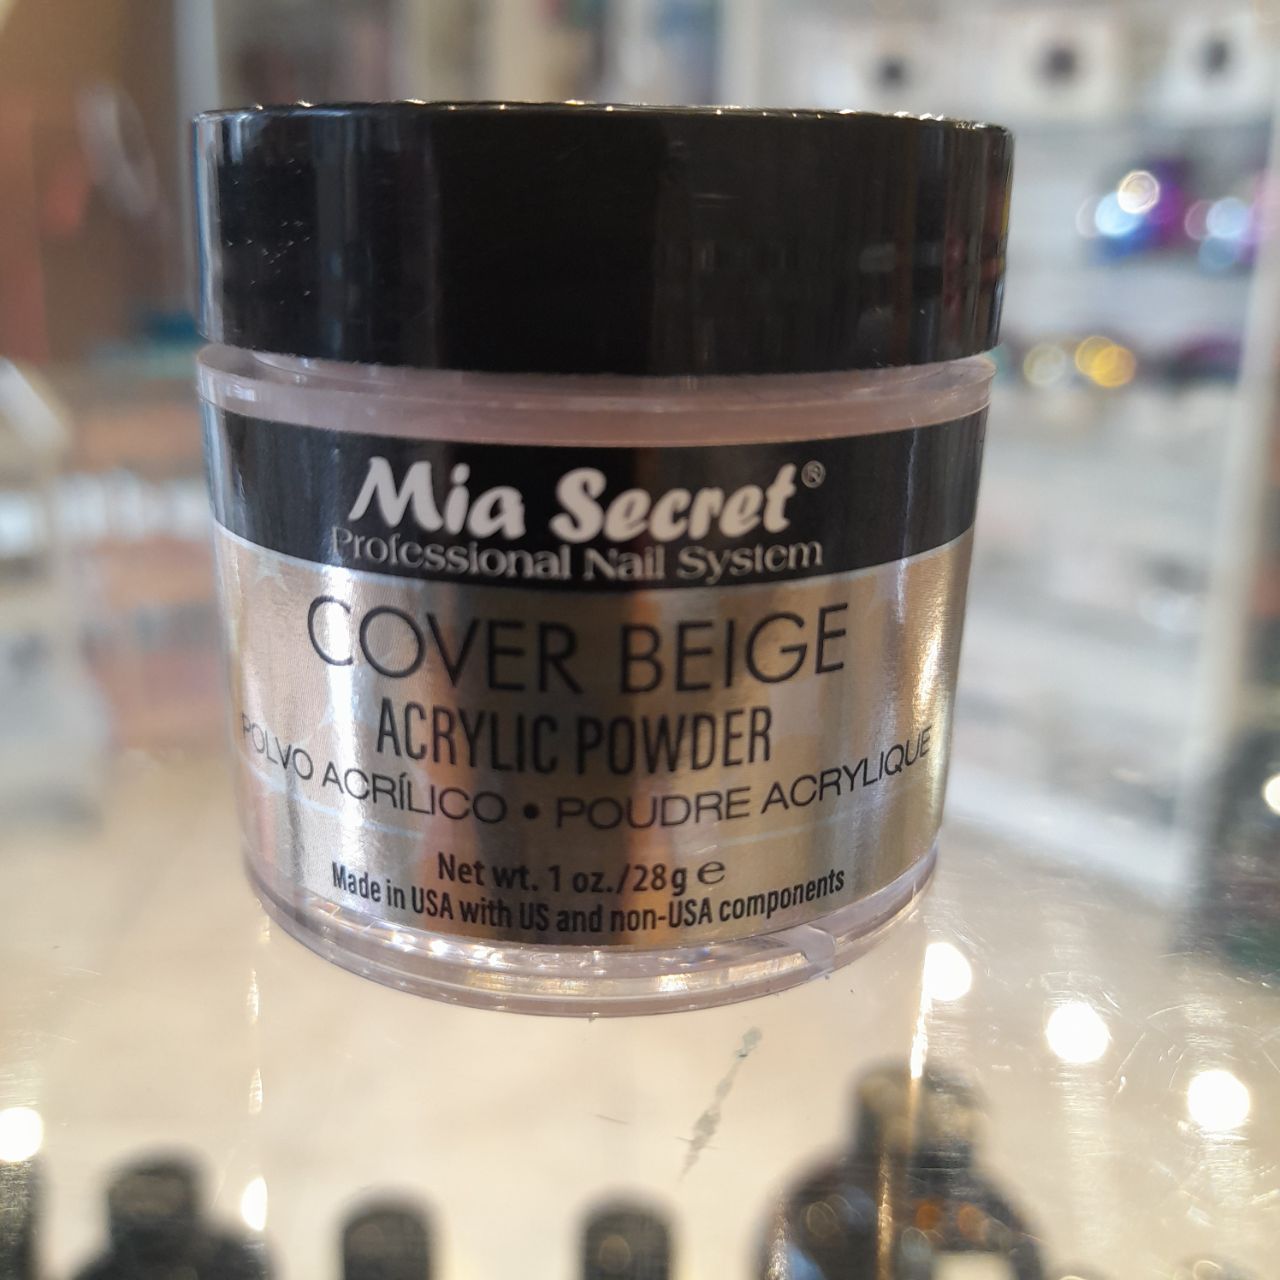 Mia Secret®
Professional Nail System
COVER BEIGE
ACRYLIC POWDER
POLVO ACRÍLICO • POUDRE ACRYLIQUE
Net wt. 1 oz./28g ℮
Made in USA with US and non-USA components